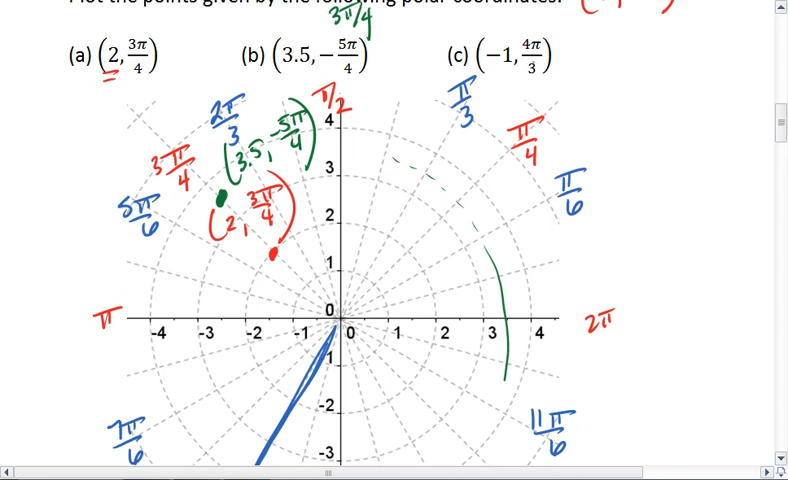 Plot the points given by the following polar coordinates.
3π/4
(a) (2, 3π/4)
(b) (3.5, −5π/4)
(c) (−1, 4π/3)
π/2
2π/3
π/3
3π/4
π/4
5π/6
π/6
(3.5, -5π/4)
(2, 3π/4)
4
3
2
1
0
π
-4 -3 -2 -1 0 1 2 3 4
2π
1
-2
-3
7π/6
11π/6